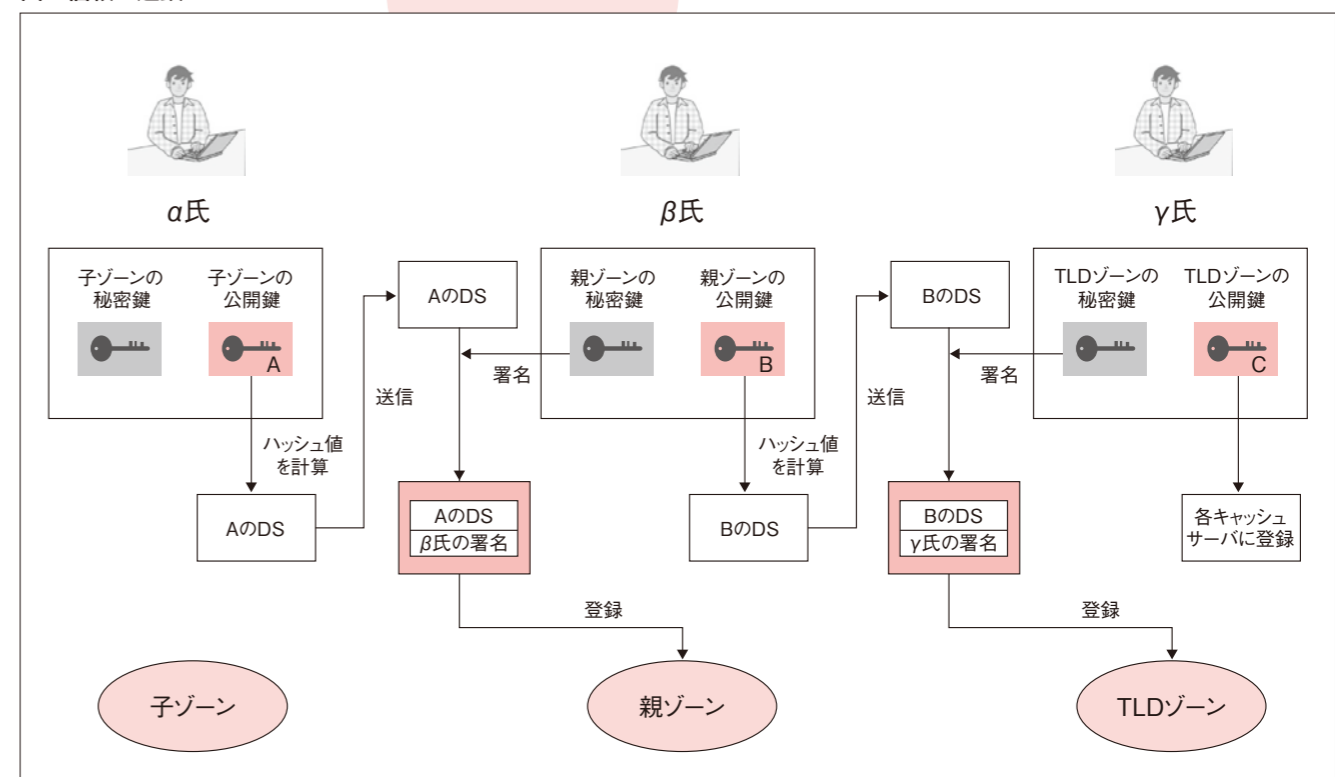 α氏
β氏
γ氏
子ゾーンの
秘密鍵
子ゾーンの
公開鍵
A
AのDS
親ゾーンの
秘密鍵
親ゾーンの
公開鍵
B
BのDS
TLDゾーンの
秘密鍵
TLDゾーンの
公開鍵
C
署名
署名
送信
送信
ハッシュ値
を計算
ハッシュ値
を計算
AのDS
AのDS
β氏の署名
BのDS
BのDS
γ氏の署名
各キャッシュ
サーバに登録
登録
登録
子ゾーン
親ゾーン
TLDゾーン